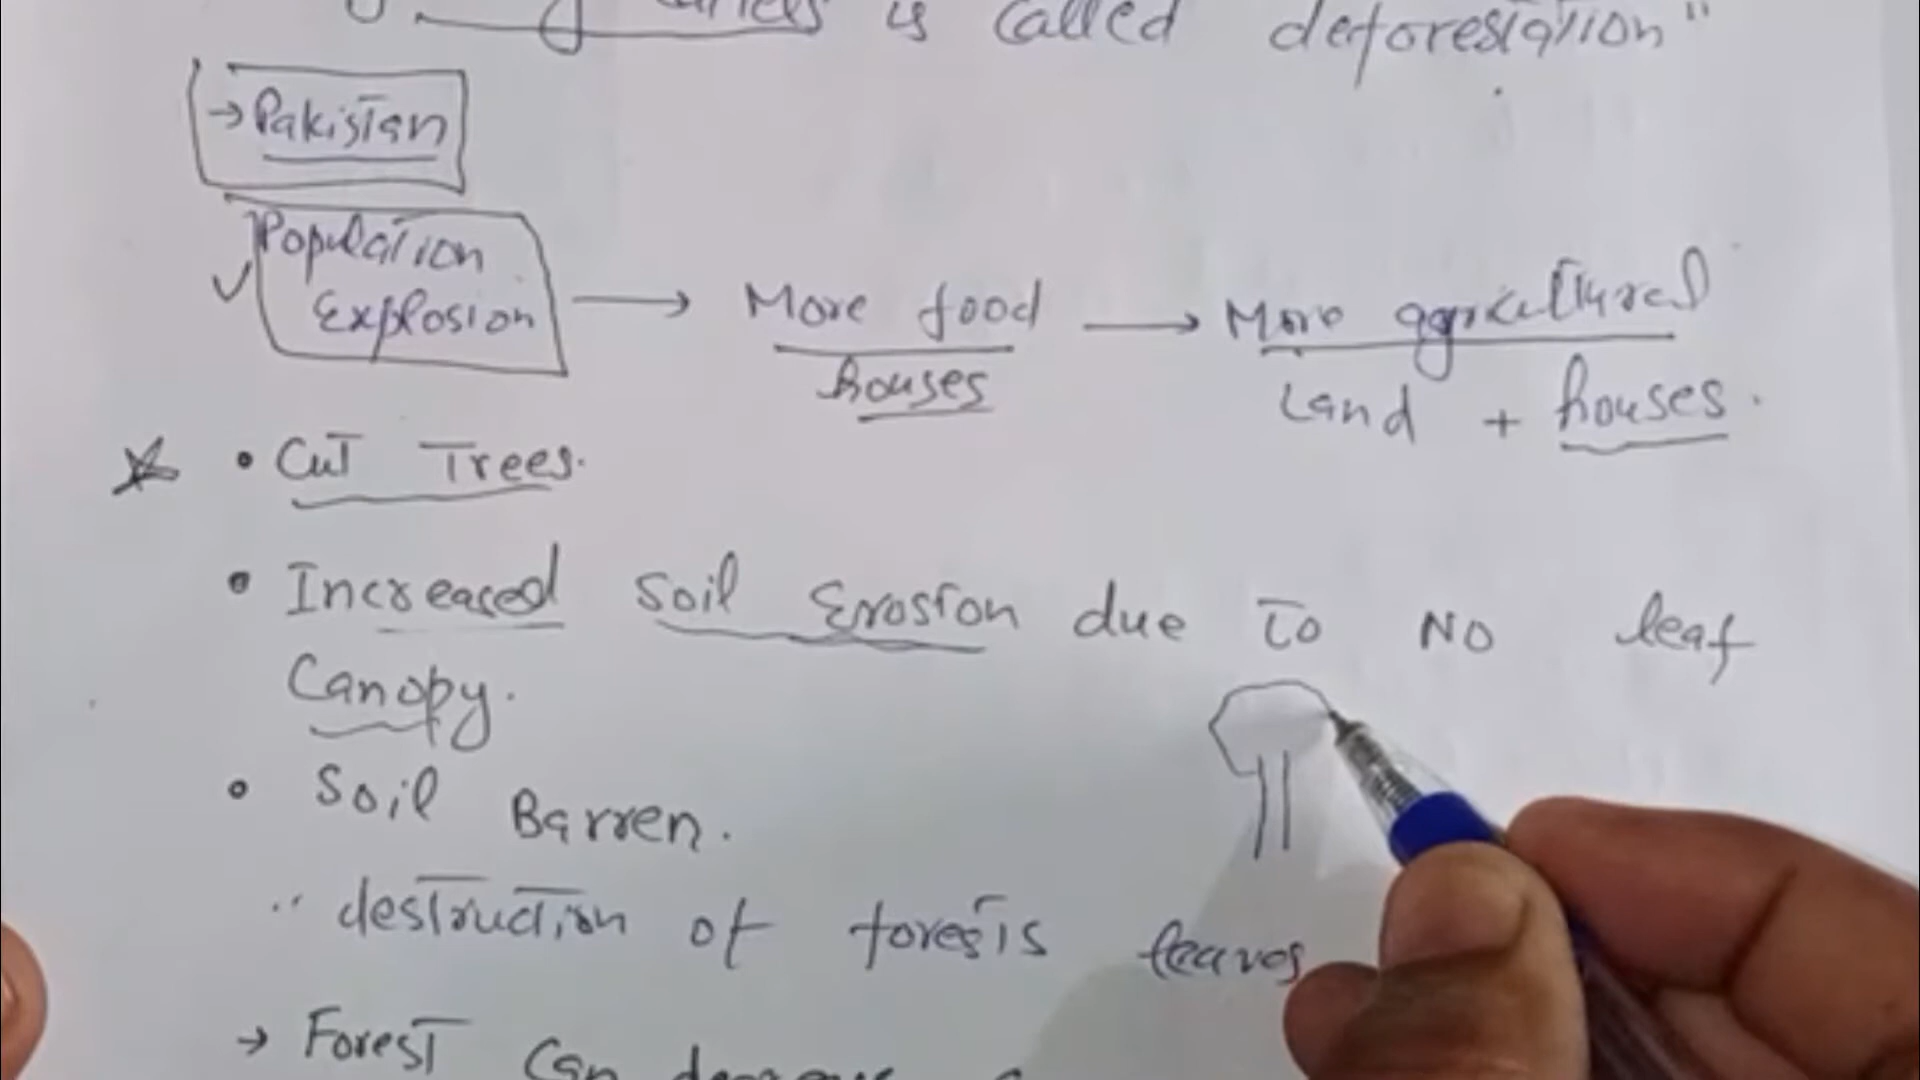 is called deforestation"
→ Pakistan
Population
Explosion → More food → More agricultural
houses Land + houses.
• Cut Trees.
• Increased Soil Erosion due To No leaf
Canopy.
• Soil Barren.
destruction of forests leaves
→ Forest Can